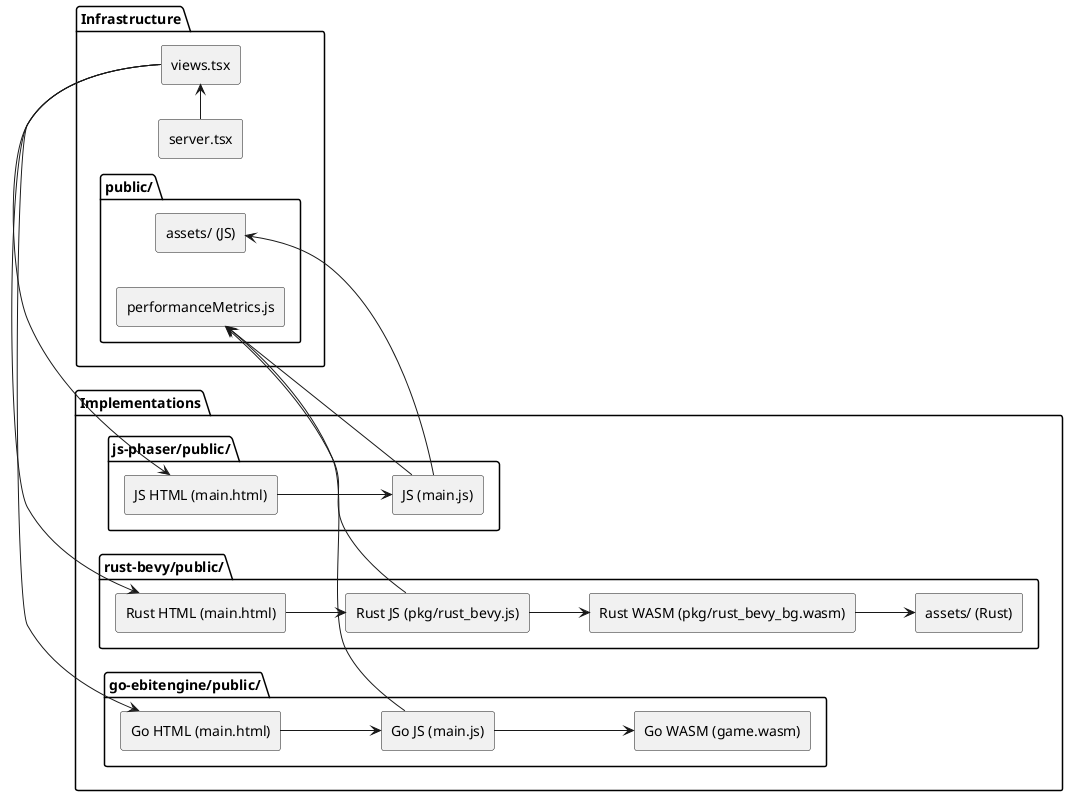 Infrastructure
views.tsx
server.tsx
public/
assets/ (JS)
performanceMetrics.js
Implementations
js-phaser/public/
JS HTML (main.html)
JS (main.js)
rust-bevy/public/
Rust HTML (main.html)
Rust JS (pkg/rust_bevy.js)
Rust WASM (pkg/rust_bevy_bg.wasm)
assets/ (Rust)
go-ebitengine/public/
Go HTML (main.html)
Go JS (main.js)
Go WASM (game.wasm)